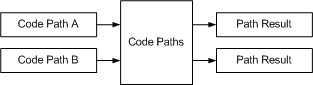 Code Path A
Code Path B
Code Paths
Path Result
Path Result